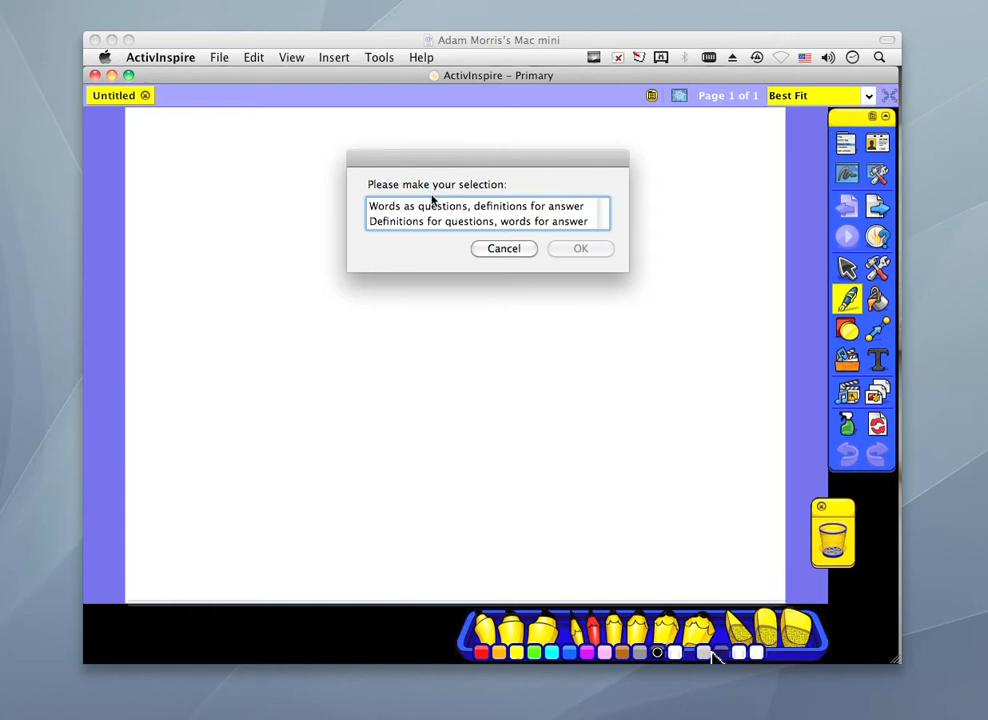 Adam Morris's Mac mini
ActivInspire File Edit View Insert Tools Help
ActivInspire – Primary
Untitled Page 1 of 1 Best Fit
Please make your selection:
Words as questions, definitions for answer
Definitions for questions, words for answer
Cancel OK
T